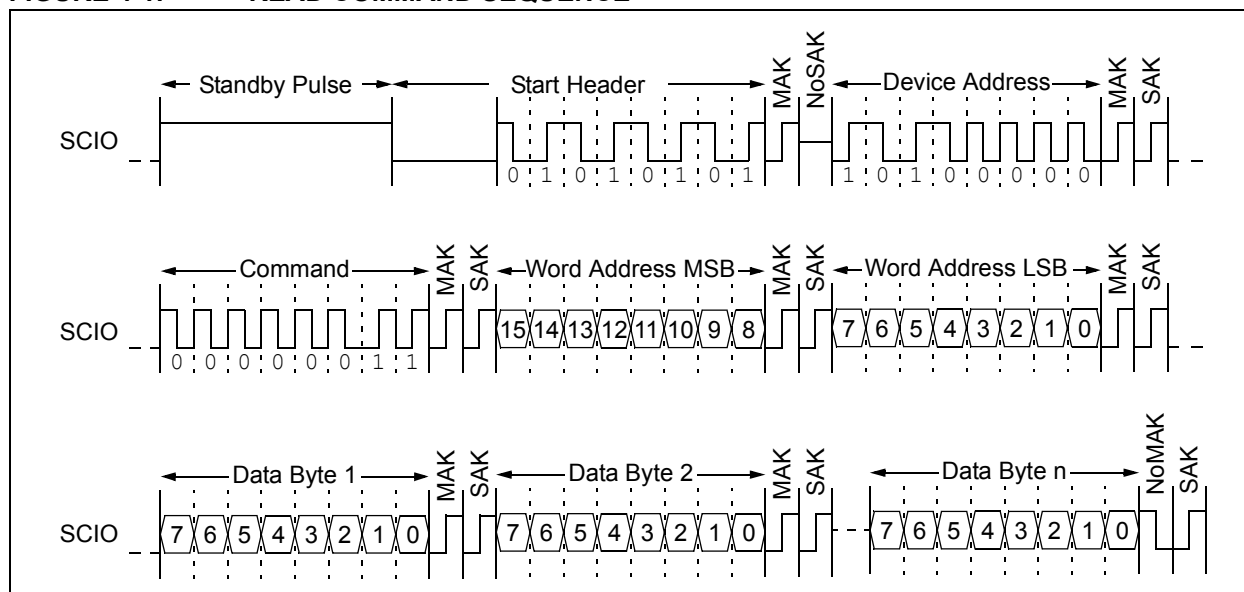 Standby Pulse Start Header MAK NoSAK Device Address MAK SAK
SCIO
0 1 0 1 0 1 0 1 1 0 1 0 0 0 0 0
Command MAK SAK Word Address MSB MAK SAK Word Address LSB MAK SAK
SCIO 15 14 13 12 11 10 9 8 7 6 5 4 3 2 1 0
0 0 0 0 0 0 1 1
Data Byte 1 MAK SAK Data Byte 2 MAK SAK Data Byte n NoMAK SAK
SCIO 7 6 5 4 3 2 1 0 7 6 5 4 3 2 1 0 7 6 5 4 3 2 1 0